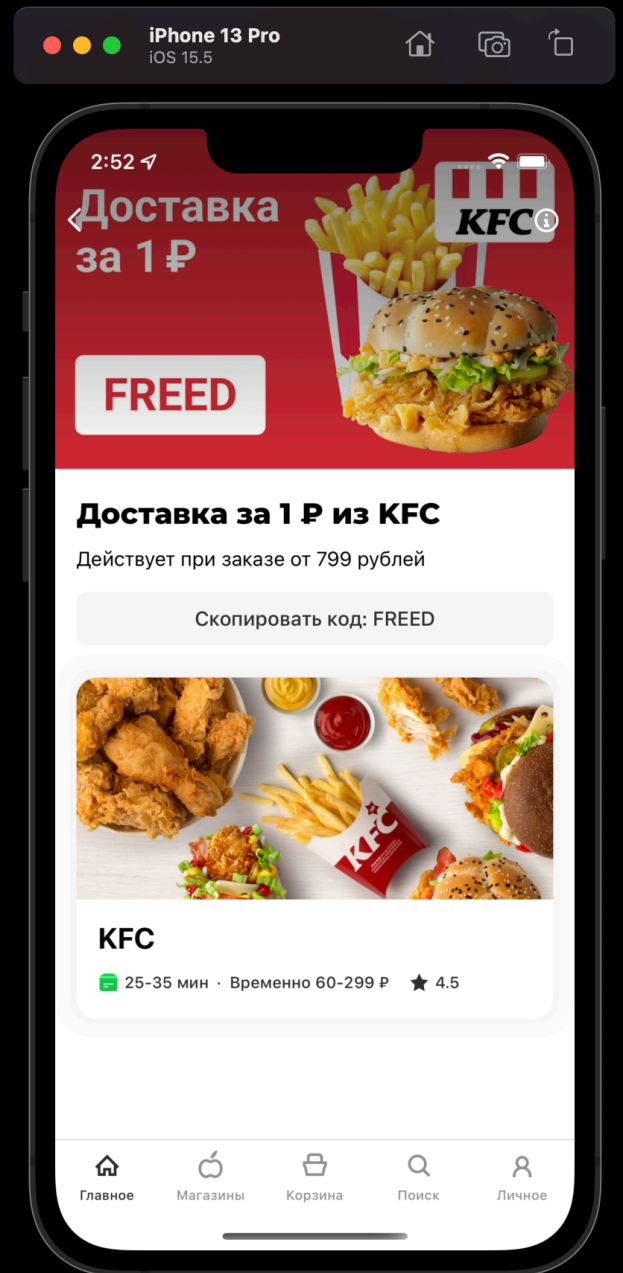 iPhone 13 Pro
iOS 15.5
2:52
Доставка
за 1 ₽
KFC
FREED
Доставка за 1 ₽ из KFC
Действует при заказе от 799 рублей
Скопировать код: FREED
KFC
KFC
25-35 мин · Временно 60-299 ₽ ★ 4.5
Главное
Магазины
Корзина
Поиск
Личное